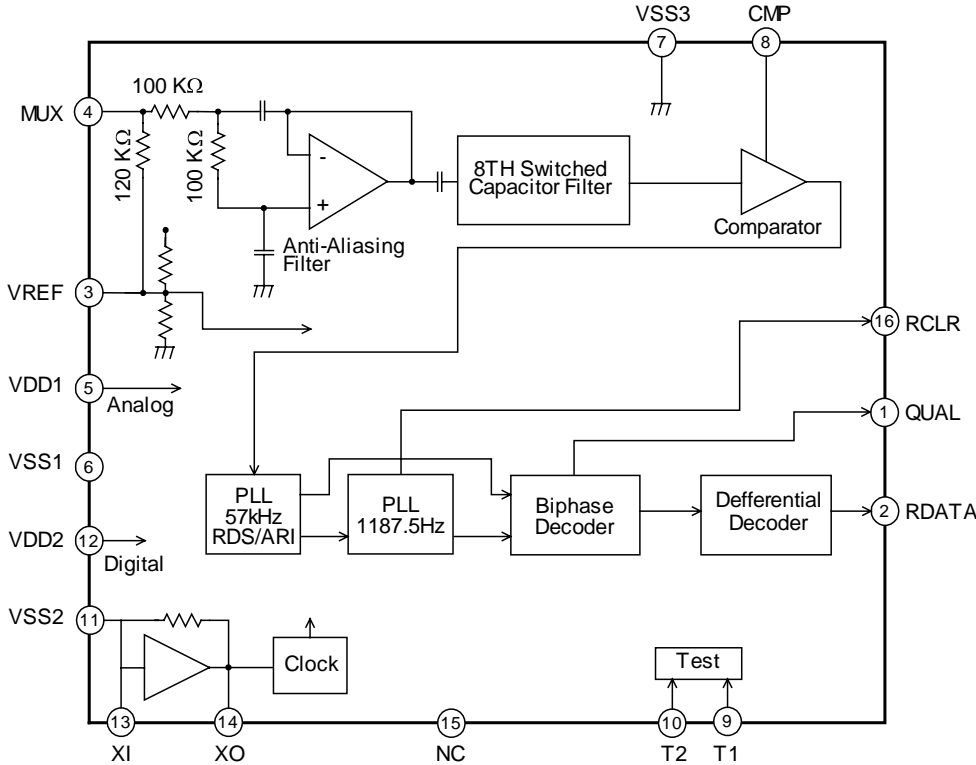 VSS3
CMP
7
8
100 KΩ
MUX
4
120 KΩ
100 KΩ
-
+
8TH Switched
Capacitor Filter
Comparator
Anti-Aliasing
Filter
VREF
3
16
RCLR
VDD1
5
Analog
1
QUAL
VSS1
6
PLL
57kHz
RDS/ARI
PLL
1187.5Hz
Biphase
Decoder
Defferential
Decoder
2
RDATA
VDD2
12
Digital
VSS2
11
Clock
Test
13
14
15
10
9
XI
XO
NC
T2
T1